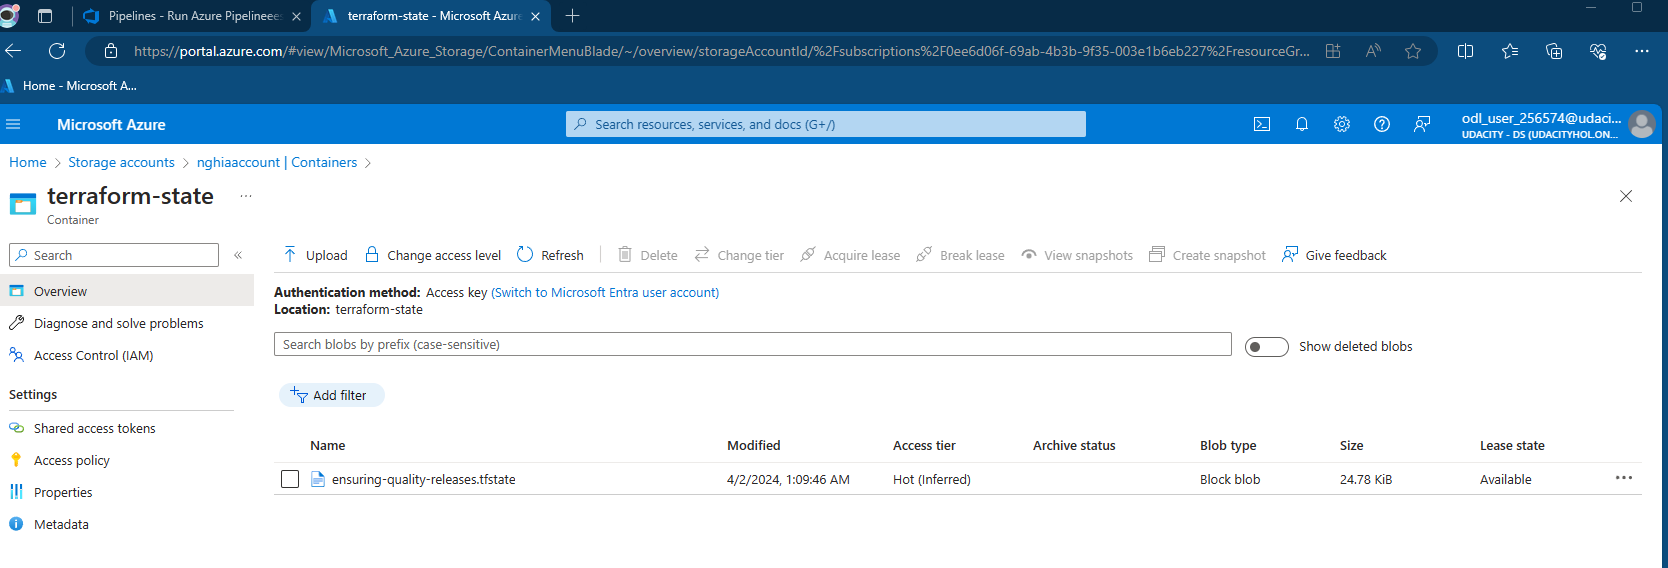 Pipelines - Run Azure Pipelineee
terraform-state - Microsoft Azure
https://portal.azure.com/#view/Microsoft_Azure_Storage/ContainerMenuBlade/~/overview/storageAccountId/%2Fsubscriptions%2F0ee6d06f-69ab-4b3b-9f35-003e1b6eb227%2FresourceGr...
Home - Microsoft A...
Microsoft Azure
Search resources, services, and docs (G+/)
odl_user_256574@udaci...
UDACITY - DS (UDACITYHOL.ON...
Home > Storage accounts > nghiaaccount | Containers >
terraform-state ...
Container
Search
Overview
Diagnose and solve problems
Access Control (IAM)
Settings
Shared access tokens
Access policy
Properties
Metadata
Upload Change access level Refresh Delete Change tier Acquire lease Break lease View snapshots Create snapshot Give feedback
Authentication method: Access key (Switch to Microsoft Entra user account)
Location: terraform-state
Search blobs by prefix (case-sensitive)
Show deleted blobs
Add filter
Name Modified Access tier Archive status Blob type Size Lease state
ensuring-quality-releases.tfstate 4/2/2024, 1:09:46 AM Hot (Inferred) Block blob 24.78 KiB Available